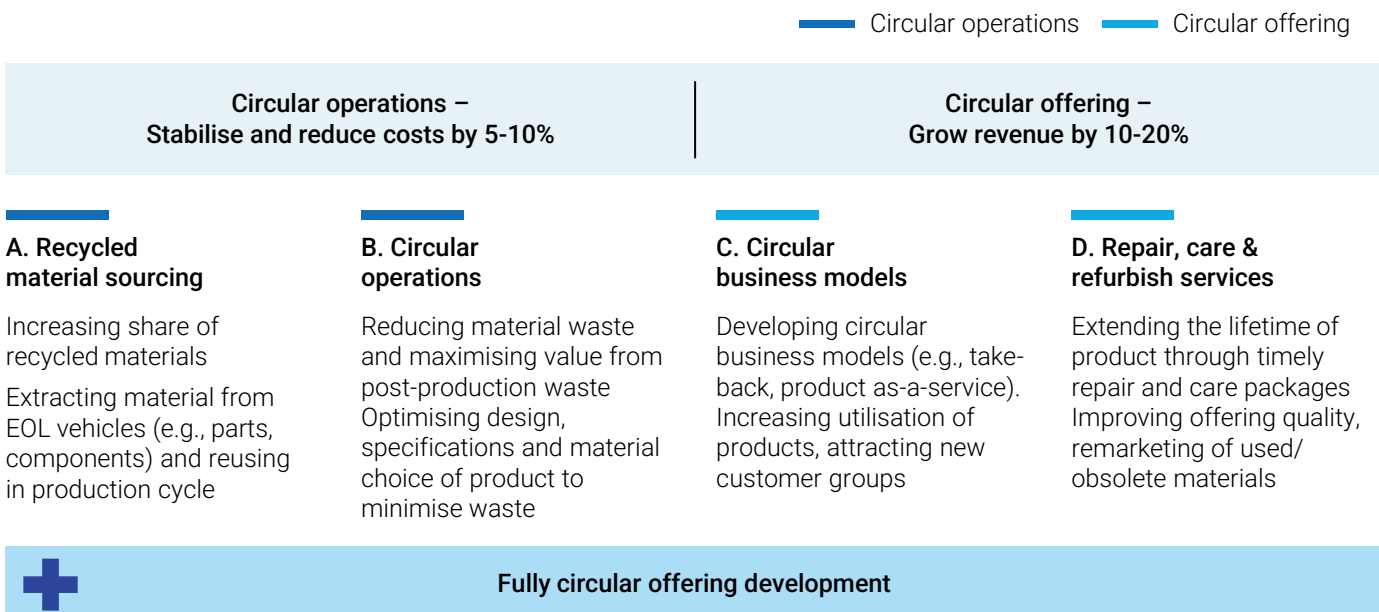 Circular operations
Circular offering
Circular operations –
Stabilise and reduce costs by 5-10%
Circular offering –
Grow revenue by 10-20%
A. Recycled
material sourcing
Increasing share of
recycled materials
Extracting material from
EOL vehicles (e.g., parts,
components) and reusing
in production cycle
B. Circular
operations
Reducing material waste
and maximising value from
post-production waste
Optimising design,
specifications and material
choice of product to
minimise waste
C. Circular
business models
Developing circular
business models (e.g., take-
back, product as-a-service).
Increasing utilisation of
products, attracting new
customer groups
D. Repair, care &
refurbish services
Extending the lifetime of
product through timely
repair and care packages
Improving offering quality,
remarketing of used/
obsolete materials
Fully circular offering development